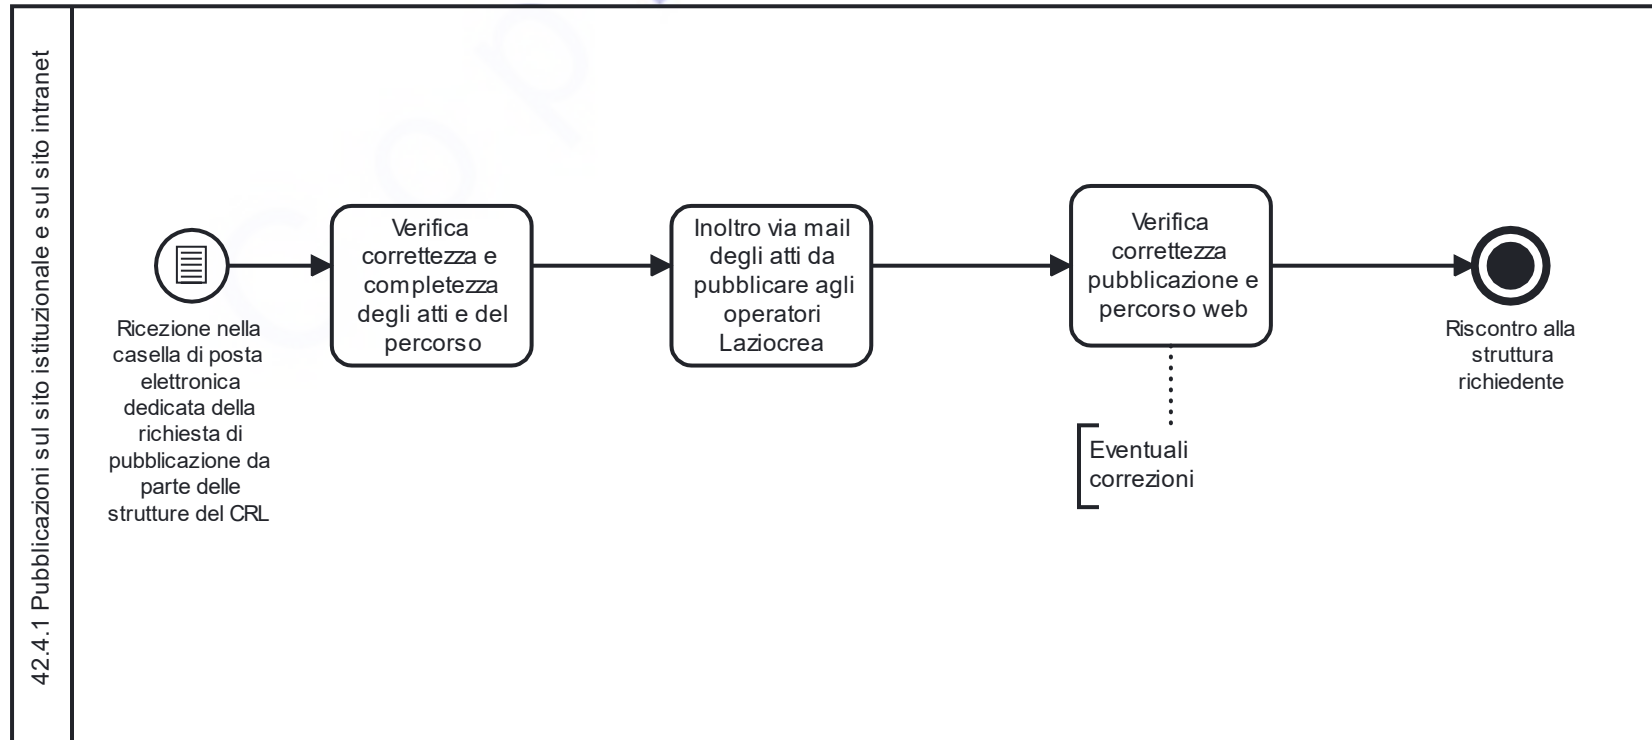 42.4.1 Pubblicazioni sul sito istituzionale e sul sito intranet
Ricezione nella
casella di posta
elettronica
dedicata della
richiesta di
pubblicazione da
parte delle
strutture del CRL
Verifica
correttezza e
completezza
degli atti e del
percorso
Inoltro via mail
degli atti da
pubblicare agli
operatori
Laziocrea
Verifica
correttezza
pubblicazione e
percorso web
Eventuali
correzioni
Riscontro alla
struttura
richiedente